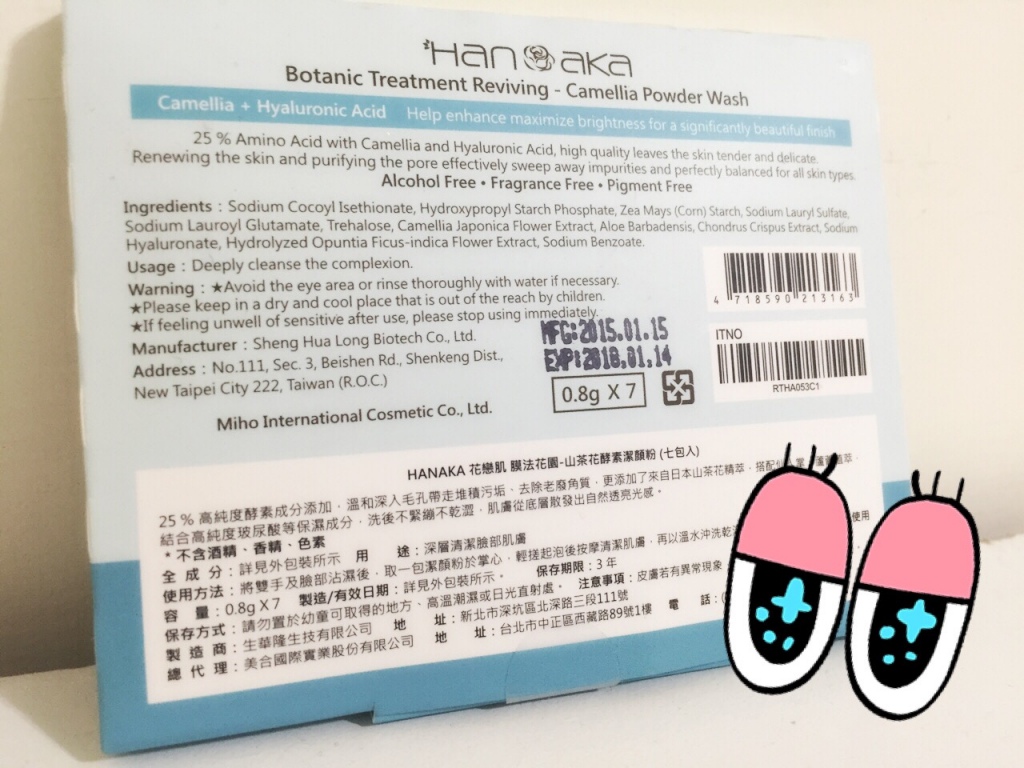 HANAKA
Botanic Treatment Reviving - Camellia Powder Wash
Camellia + Hyaluronic Acid Help enhance maximize brightness for a significantly beautiful finish
25 % Amino Acid with Camellia and Hyaluronic Acid, high quality leaves the skin tender and delicate.
Renewing the skin and purifying the pore effectively sweep away impurities and perfectly balanced for all skin types.
Alcohol Free • Fragrance Free • Pigment Free
Ingredients : Sodium Cocoyl Isethionate, Hydroxypropyl Starch Phosphate, Zea Mays (Corn) Starch, Sodium Lauryl Sulfate,
Sodium Lauroyl Glutamate, Trehalose, Camellia Japonica Flower Extract, Aloe Barbadensis, Chondrus Crispus Extract, Sodium
Hyaluronate, Hydrolyzed Opuntia Ficus-indica Flower Extract, Sodium Benzoate.
Usage : Deeply cleanse the complexion.
Warning : ★Avoid the eye area or rinse thoroughly with water if necessary.
★Please keep in a dry and cool place that is out of the reach by children.
★If feeling unwell of sensitive after use, please stop using immediately.
Manufacturer : Sheng Hua Long Biotech Co., Ltd.
Address : No.111, Sec. 3, Beishen Rd., Shenkeng Dist.,
New Taipei City 222, Taiwan (R.O.C.)
Miho International Cosmetic Co., Ltd.
MFG:2015.01.15
EXP:2018.01.14
0.8g X 7
4 718590 213163
ITNO
RTHA053C1
HANAKA 花戀肌 膜法花園-山茶花酵素潔顏粉 (七包入)
25 % 高純度酵素成分添加，溫和深入毛孔帶走堆積污垢、去除老廢角質，更添加了來自日本山茶花精萃，搭配
結合高純度玻尿酸等保濕成分，洗後不緊繃不乾澀，肌膚從底層散發出自然透亮光感。
* 不含酒精、香精、色素
全 成 分：詳見外包裝所示 用 途：深層清潔臉部肌膚
使用方法：將雙手及臉部沾濕後，取一包潔顏粉於掌心，輕搓起泡後按摩清潔肌膚，再以溫水沖洗乾 使用
容 量：0.8g X 7 製造/有效日期：詳見外包裝所示。 保存期限：3 年
保存方式：請勿置於幼童可取得的地方、高溫潮濕或日光直射處。 注意事項：皮膚若有異常現象
製 造 商：生華隆生技有限公司 地 址：新北市深坑區北深路三段111號
總 代 理：美合國際實業股份有限公司 地 址：台北市中正區西藏路89號1樓 電 話：(